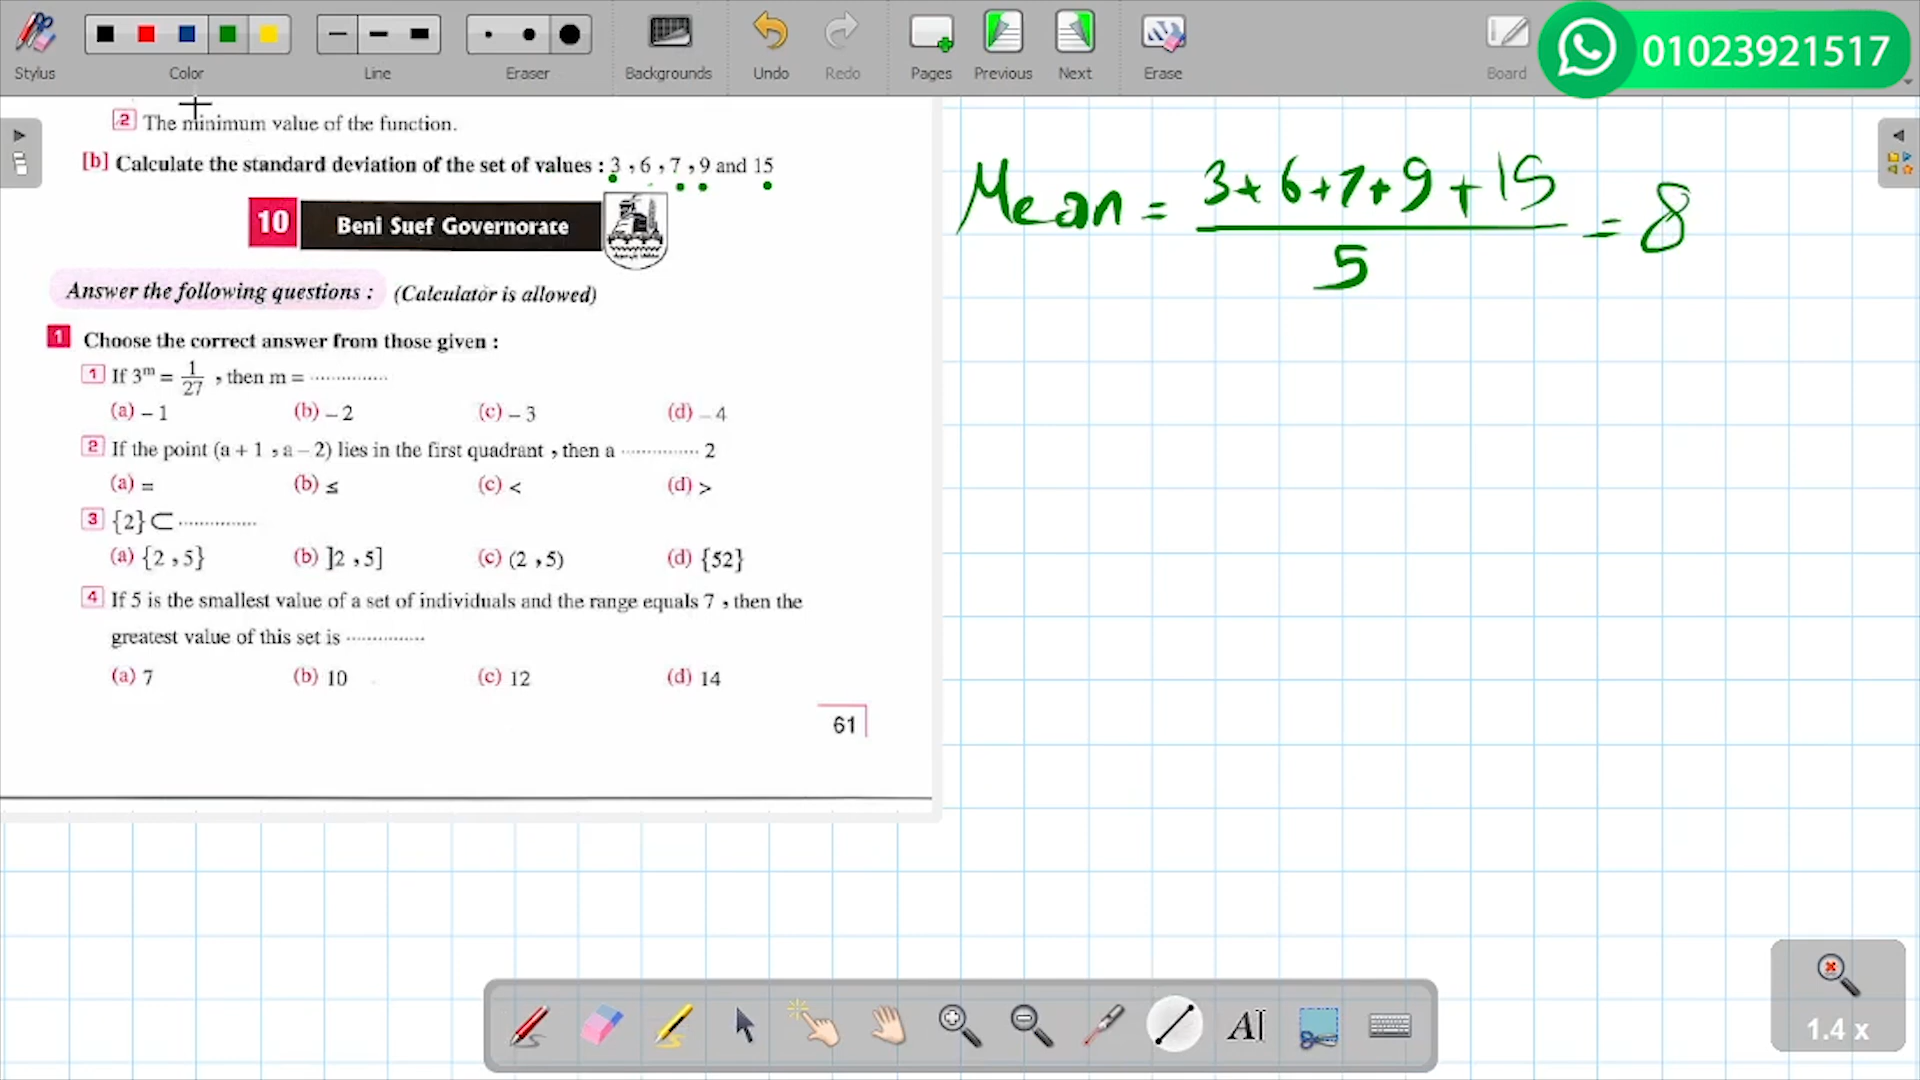 Stylus Color Line Eraser Backgrounds Undo Redo Pages Previous Next Erase Board
01023921517
2 The minimum value of the function.
[b] Calculate the standard deviation of the set of values : 3 , 6 , 7 , 9 and 15
10 Beni Suef Governorate
Answer the following questions : (Calculator is allowed)
1 Choose the correct answer from those given :
1 If 3^m = 1/27 , then m = ...............
(a) – 1 (b) – 2 (c) – 3 (d) – 4
2 If the point (a + 1 , a – 2) lies in the first quadrant , then a ............... 2
(a) = (b) ≤ (c) < (d) >
3 {2} ⊂ ...............
(a) {2 , 5} (b) ]2 , 5] (c) (2 , 5) (d) {52}
4 If 5 is the smallest value of a set of individuals and the range equals 7 , then the
greatest value of this set is ...............
(a) 7 (b) 10 (c) 12 (d) 14
61
Mean = 3+6+7+9+15 / 5 = 8
AI
1.4 x